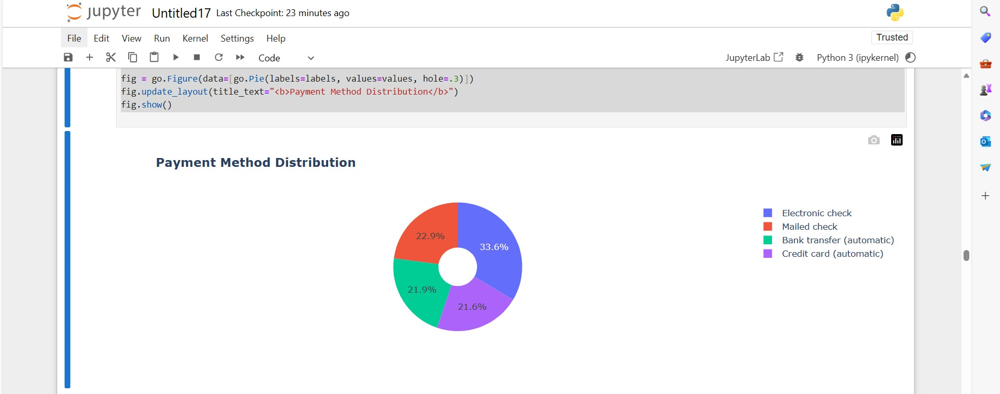 jupyter Untitled17 Last Checkpoint: 23 minutes ago
File Edit View Run Kernel Settings Help
Trusted
Code
JupyterLab Python 3 (ipykernel)
fig = go.Figure(data=[go.Pie(labels=labels, values=values, hole=.3)])
fig.update_layout(title_text="<b>Payment Method Distribution</b>")
fig.show()
Payment Method Distribution
22.9%
33.6%
21.9%
21.6%
Electronic check
Mailed check
Bank transfer (automatic)
Credit card (automatic)